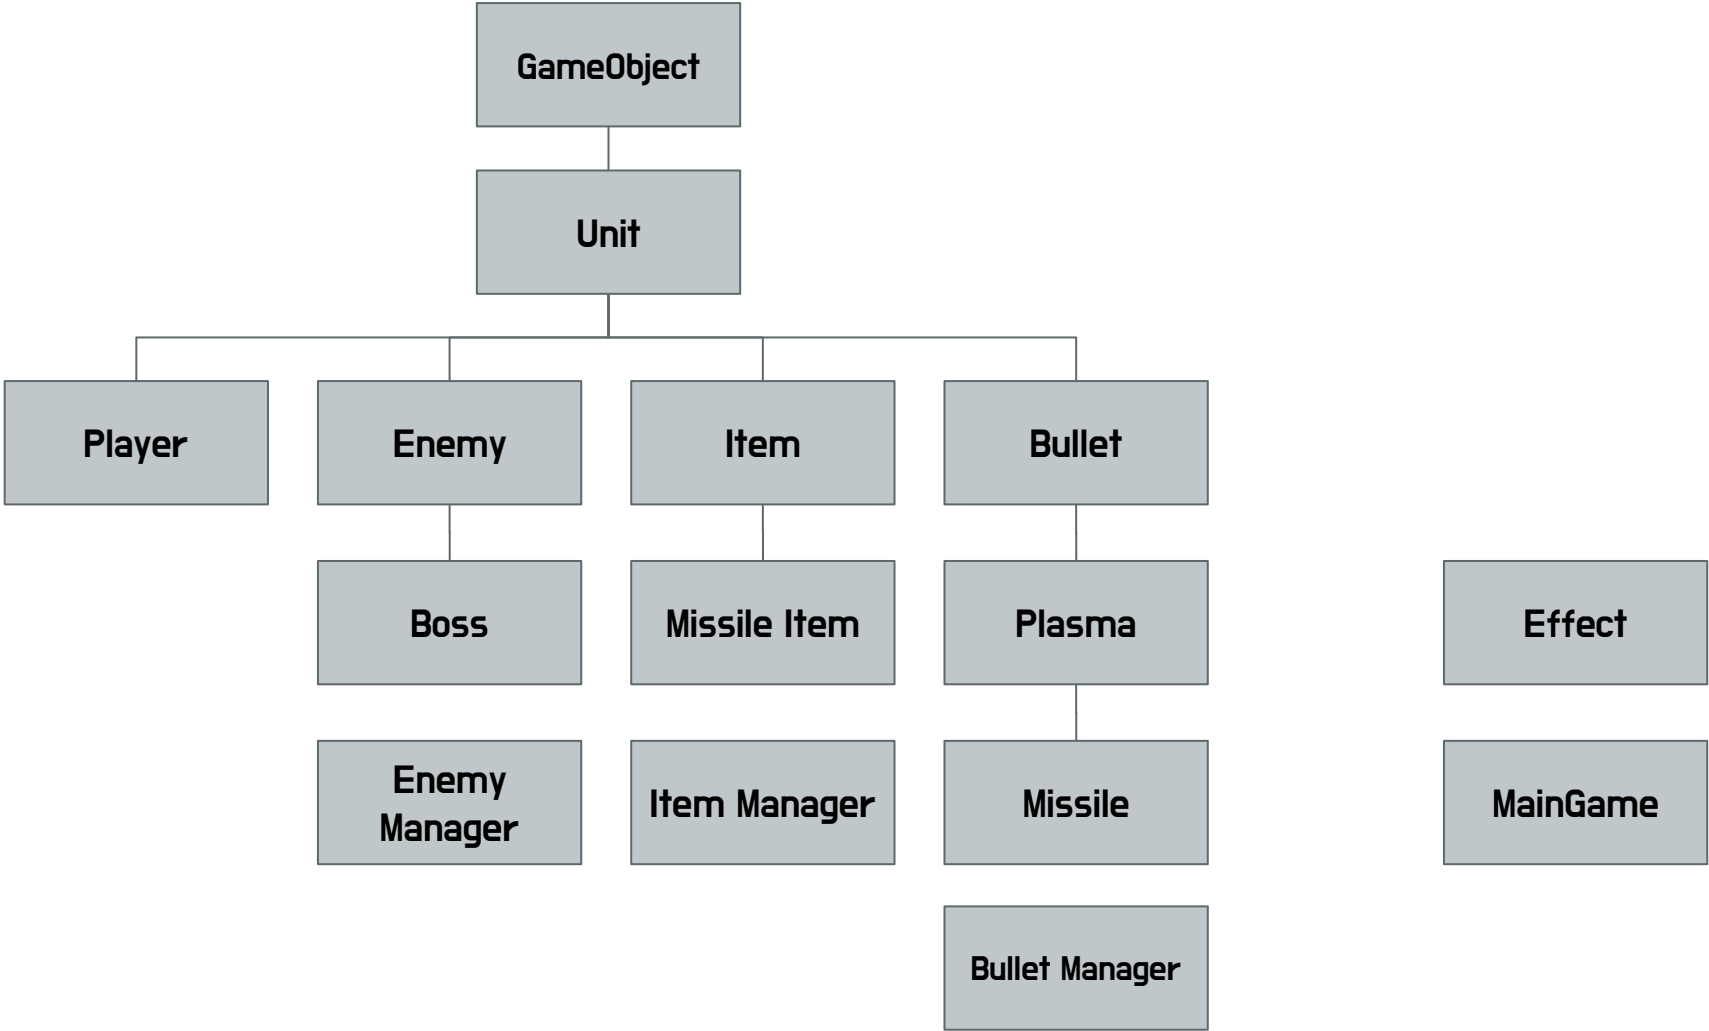 GameObject
Unit
Player
Enemy
Item
Bullet
Boss
Missile Item
Plasma
Effect
Enemy
Manager
Item Manager
Missile
MainGame
Bullet Manager